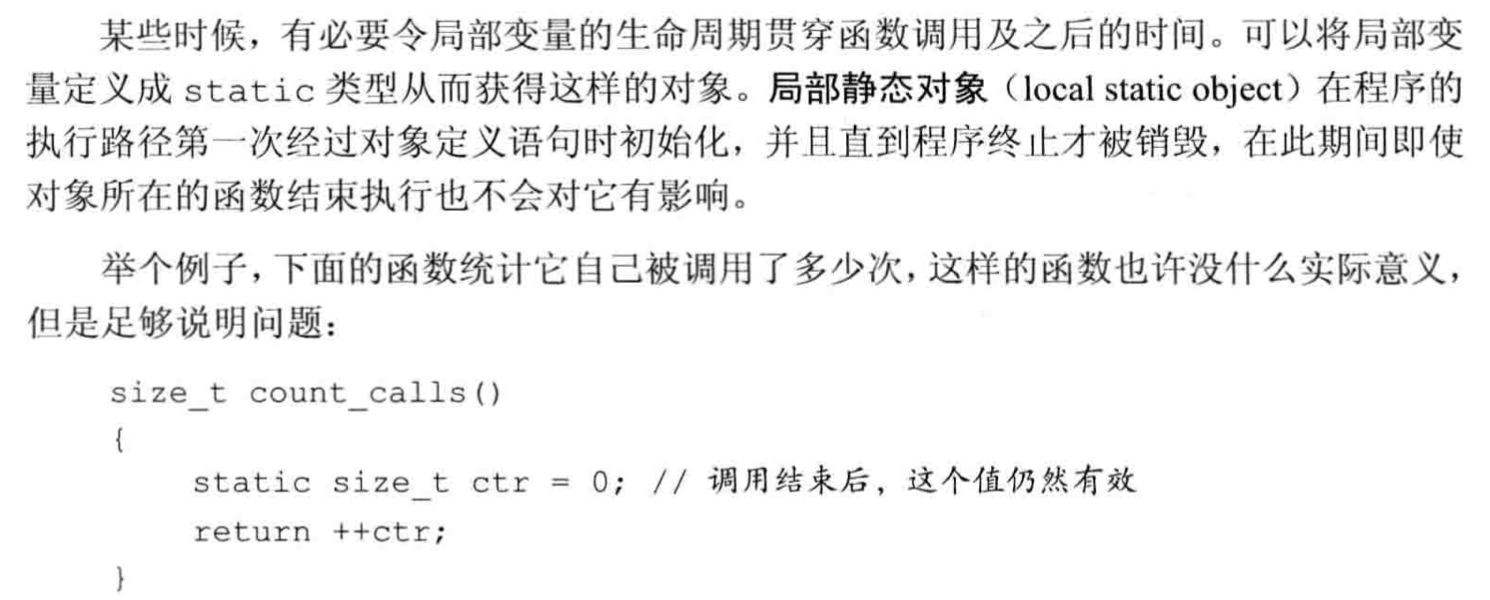 某些时候，有必要令局部变量的生命周期贯穿函数调用及之后的时间。可以将局部变
量定义成 static 类型从而获得这样的对象。局部静态对象（local static object）在程序的
执行路径第一次经过对象定义语句时初始化，并且直到程序终止才被销毁，在此期间即使
对象所在的函数结束执行也不会对它有影响。
举个例子，下面的函数统计它自己被调用了多少次，这样的函数也许没什么实际意义，
但是足够说明问题：
size_t count_calls()
{
static size_t ctr = 0; // 调用结束后，这个值仍然有效
return ++ctr;
}